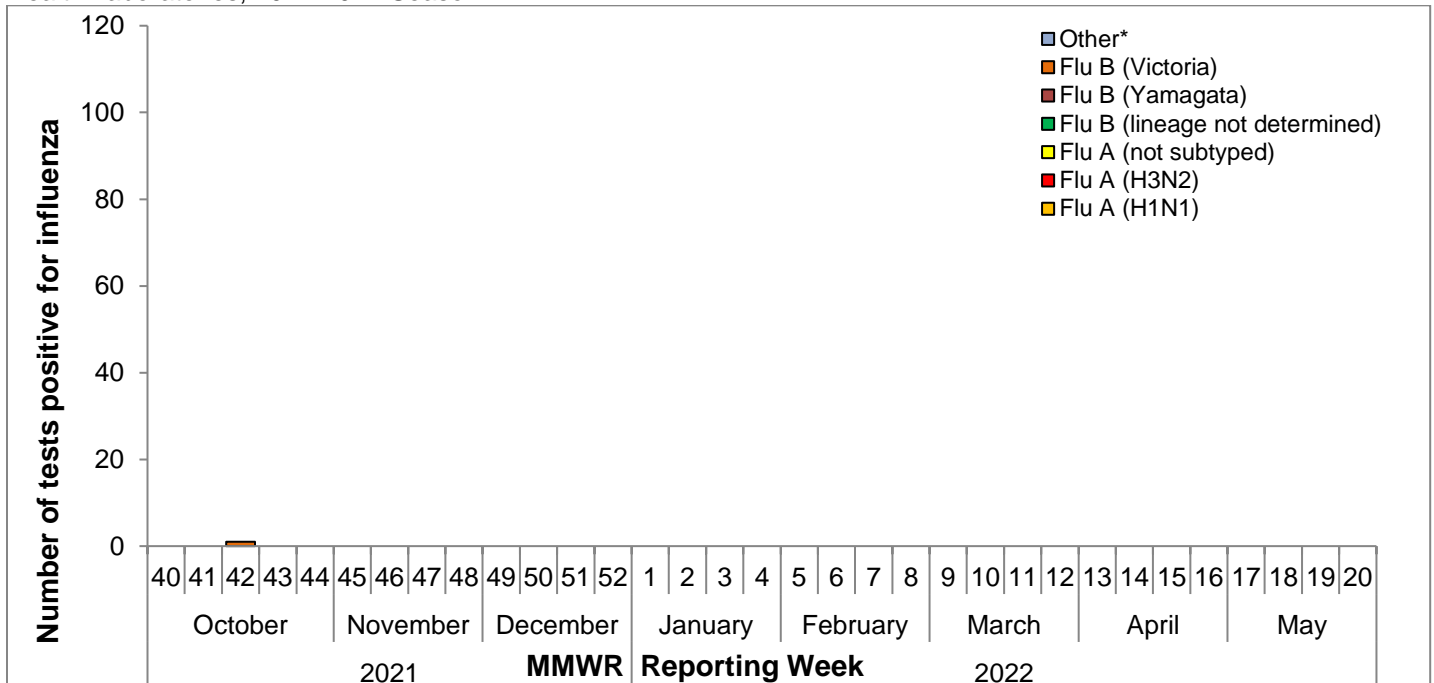 120
100
80
60
40
20
0
Number of tests positive for influenza
Other*
Flu B (Victoria)
Flu B (Yamagata)
Flu B (lineage not determined)
Flu A (not subtyped)
Flu A (H3N2)
Flu A (H1N1)
40 41 42 43 44 45 46 47 48 49 50 51 52 1 2 3 4 5 6 7 8 9 10 11 12 13 14 15 16 17 18 19 20
October November December January February March April May
2021 MMWR Reporting Week 2022